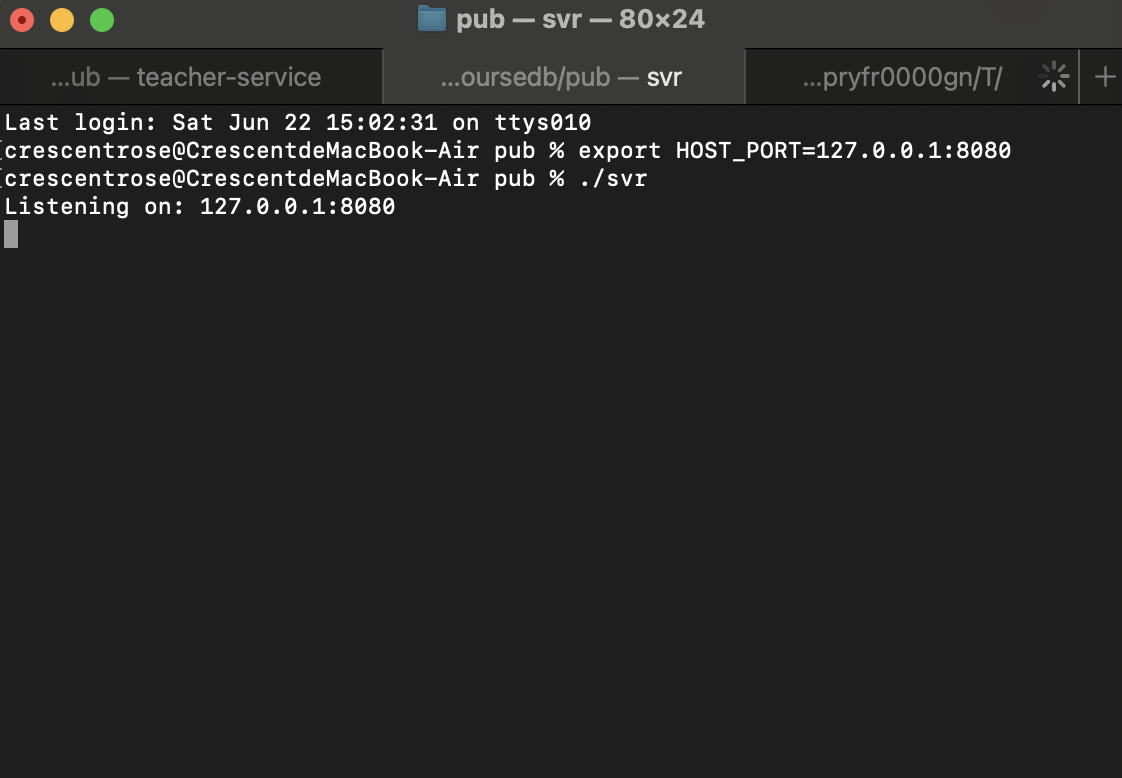 pub — svr — 80×24
...ub — teacher-service
...oursedb/pub — svr
...pryfr0000gn/T/
+
Last login: Sat Jun 22 15:02:31 on ttys010
[crescentrose@CrescentdeMacBook-Air pub % export HOST_PORT=127.0.0.1:8080
[crescentrose@CrescentdeMacBook-Air pub % ./svr
Listening on: 127.0.0.1:8080